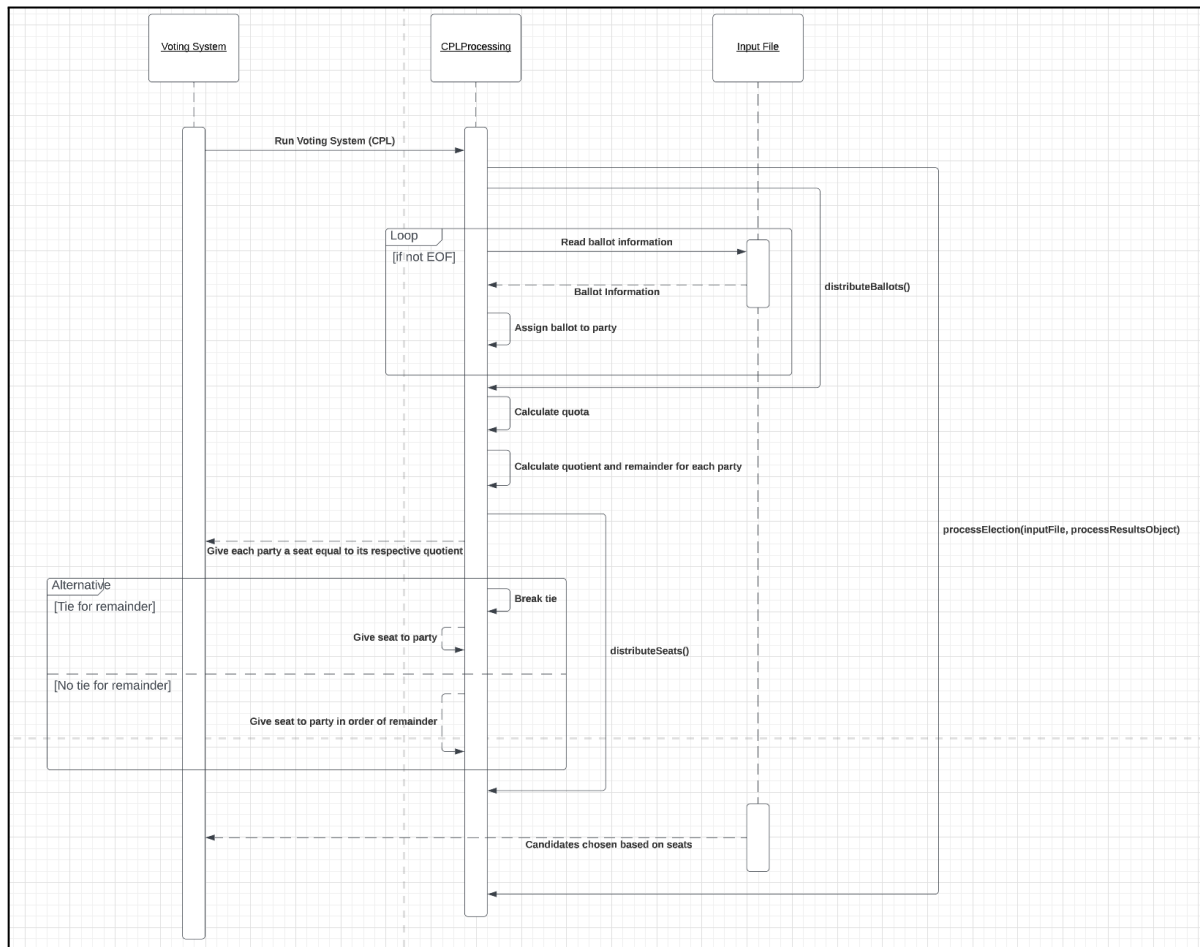 Voting System
CPLProcessing
Input File
Run Voting System (CPL)
Loop
[if not EOF]
Read ballot information
Ballot Information
distributeBallots()
Assign ballot to party
Calculate quota
Calculate quotient and remainder for each party
processElection(inputFile, processResultsObject)
Give each party a seat equal to its respective quotient
Alternative
[Tie for remainder]
Break tie
Give seat to party
distributeSeats()
[No tie for remainder]
Give seat to party in order of remainder
Candidates chosen based on seats